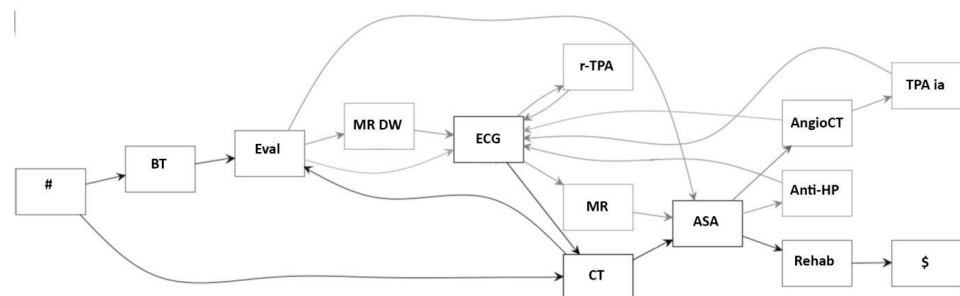 r-TPA
TPA ia
MR DW
AngioCT
ECG
Eval
BT
#
Anti-HP
MR
ASA
Rehab
$
CT